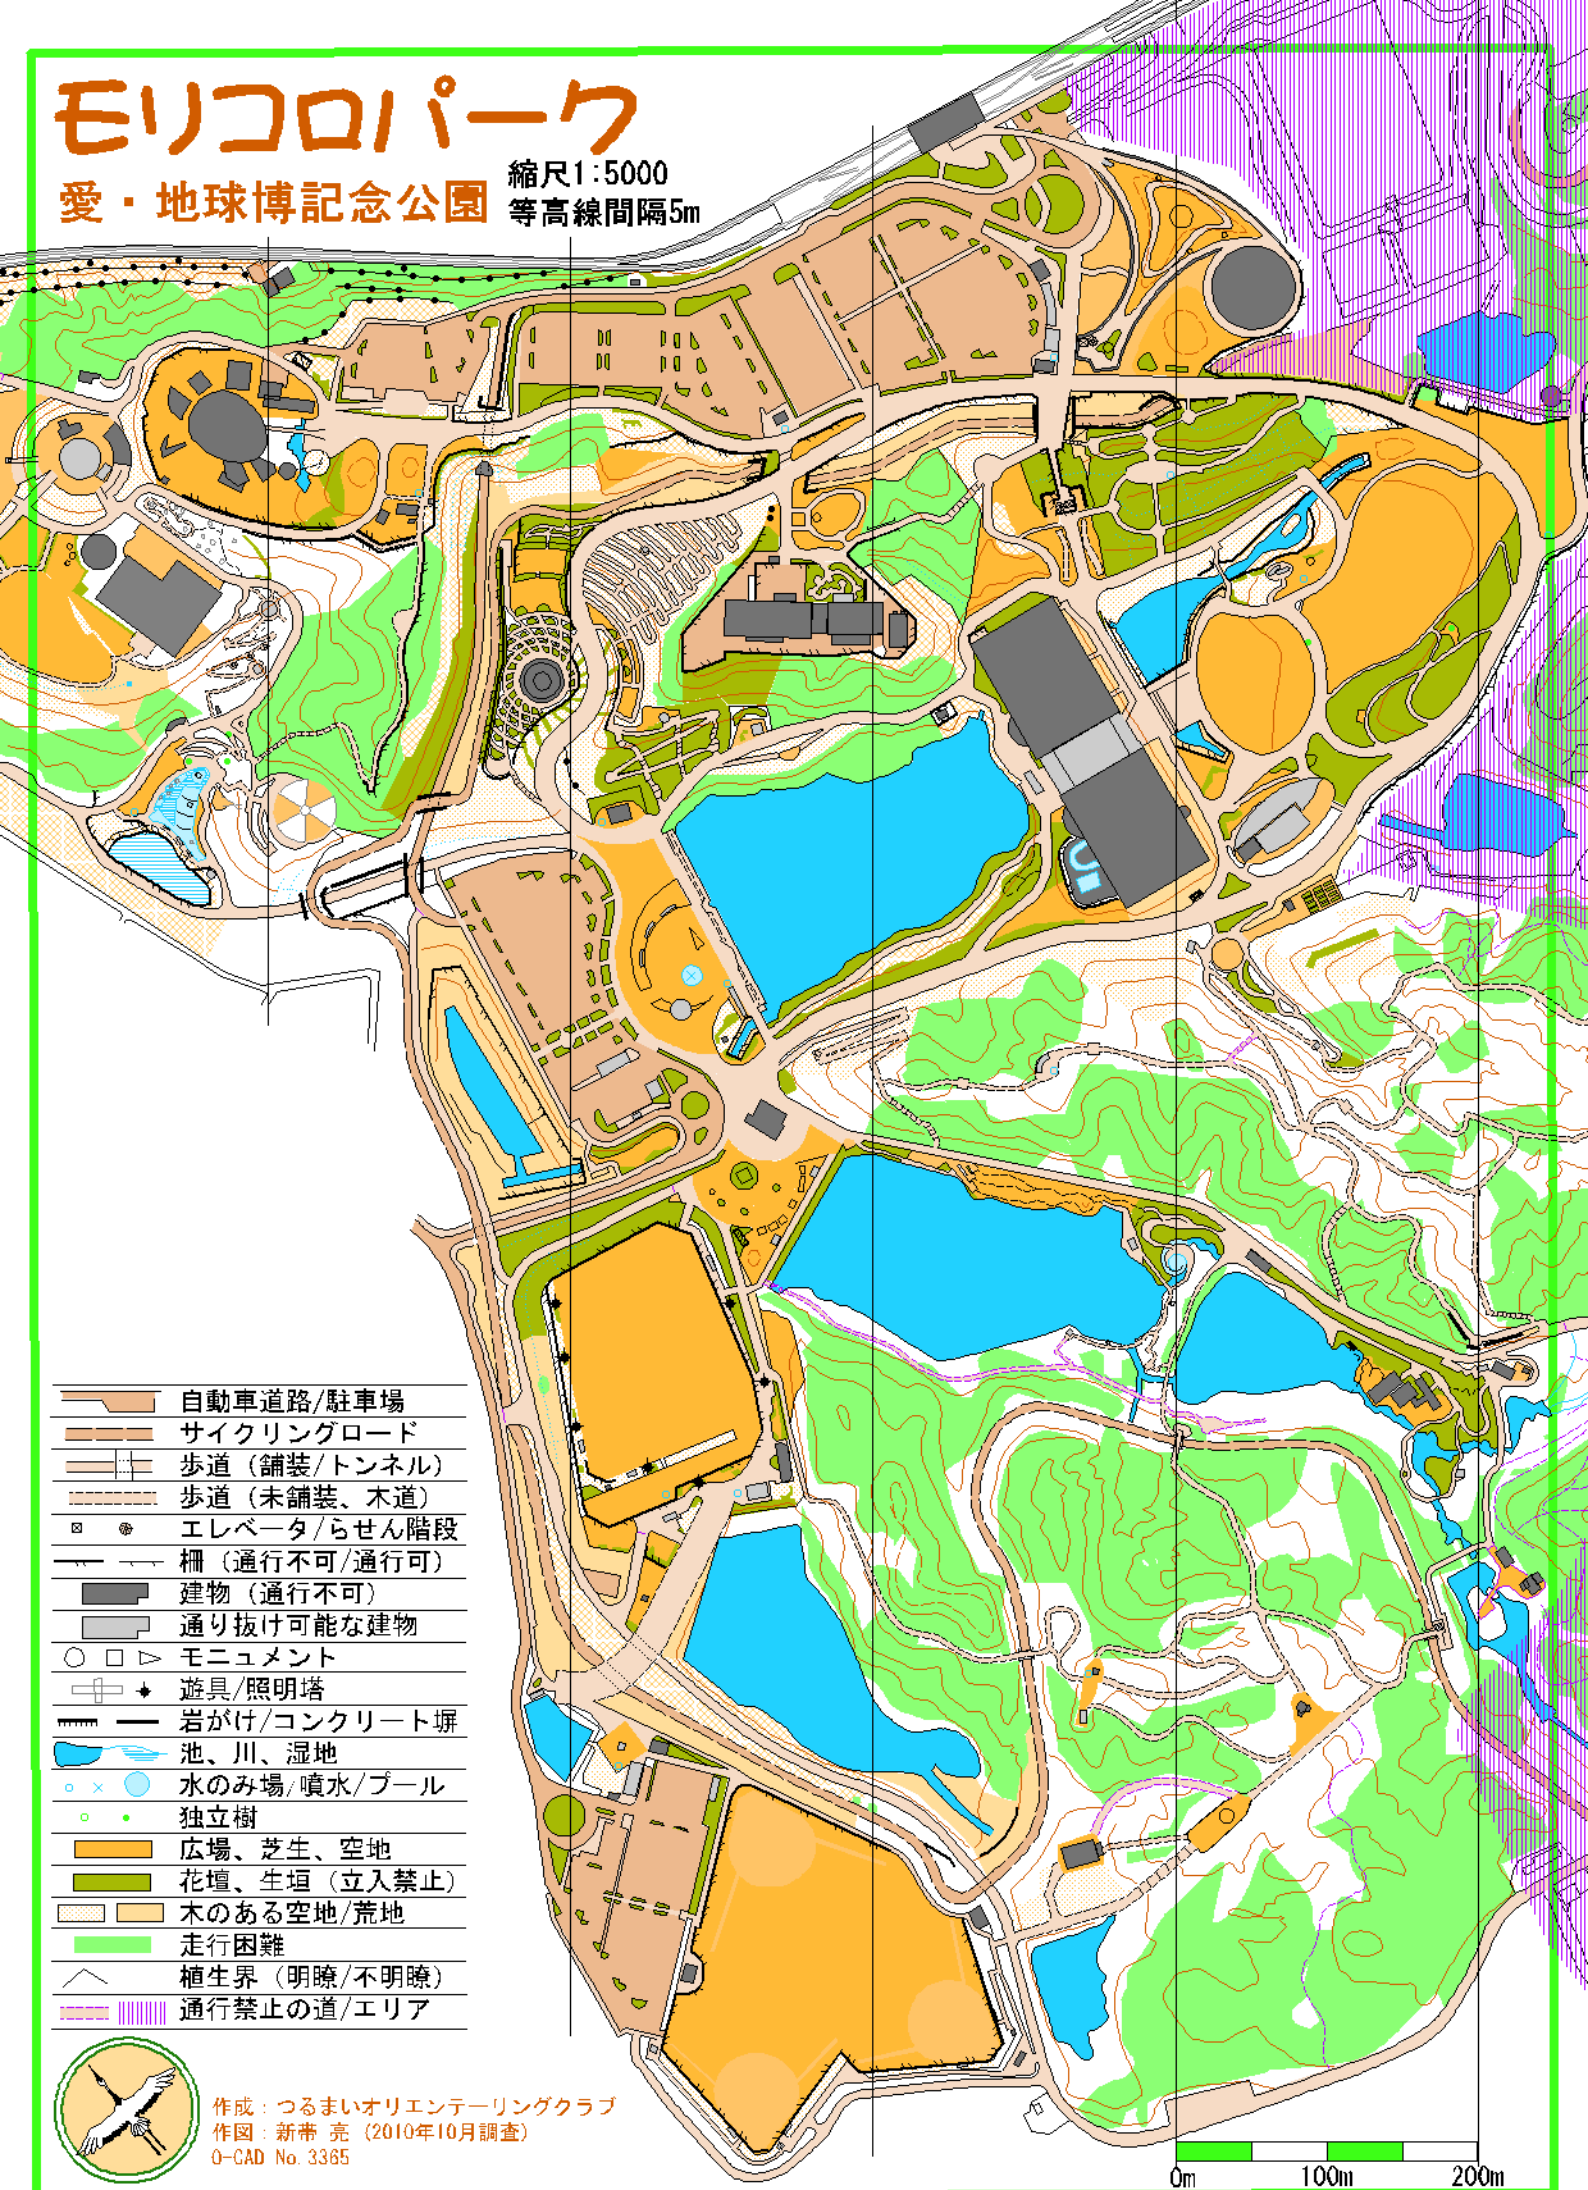 モリコロパーク
愛・地球博記念公園
縮尺1:5000
等高線間隔5m
自動車道路/駐車場
サイクリングロード
歩道（舗装/トンネル）
歩道（未舗装、木道）
エレベータ/らせん階段
柵（通行不可/通行可）
建物（通行不可）
通り抜け可能な建物
モニュメント
遊具/照明塔
岩がけ/コンクリート塀
池、川、湿地
水のみ場/噴水/プール
独立樹
広場、芝生、空地
花壇、生垣（立入禁止）
木のある空地/荒地
走行困難
植生界（明瞭/不明瞭）
通行禁止の道/エリア
作成：つるまいオリエンテーリングクラブ
作図：新帯 亮（2010年10月調査）
O-CAD No.3365
0m 100m 200m